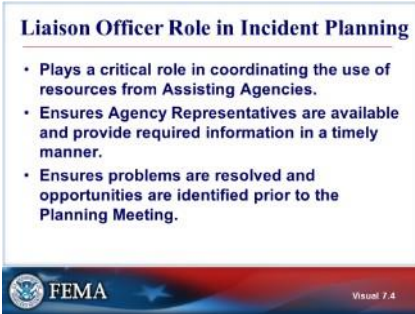 Liaison Officer Role in Incident Planning
• Plays a critical role in coordinating the use of
resources from Assisting Agencies.
• Ensures Agency Representatives are available
and provide required information in a timely
manner.
• Ensures problems are resolved and
opportunities are identified prior to the
Planning Meeting.
FEMA
Visual 7.4